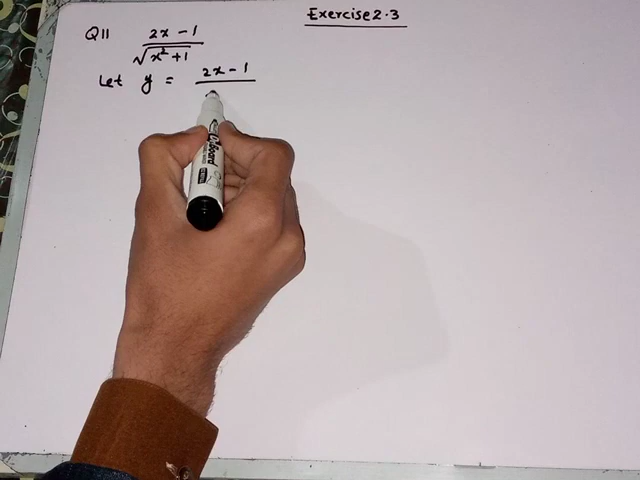 Exercise 2.3
Q11 2x - 1
√x² + 1
Let y = 2x - 1